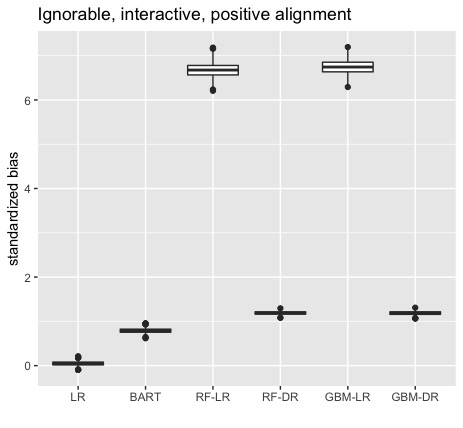 Ignorable, interactive, positive alignment
standardized bias
6
4
2
0
LR BART RF-LR RF-DR GBM-LR GBM-DR